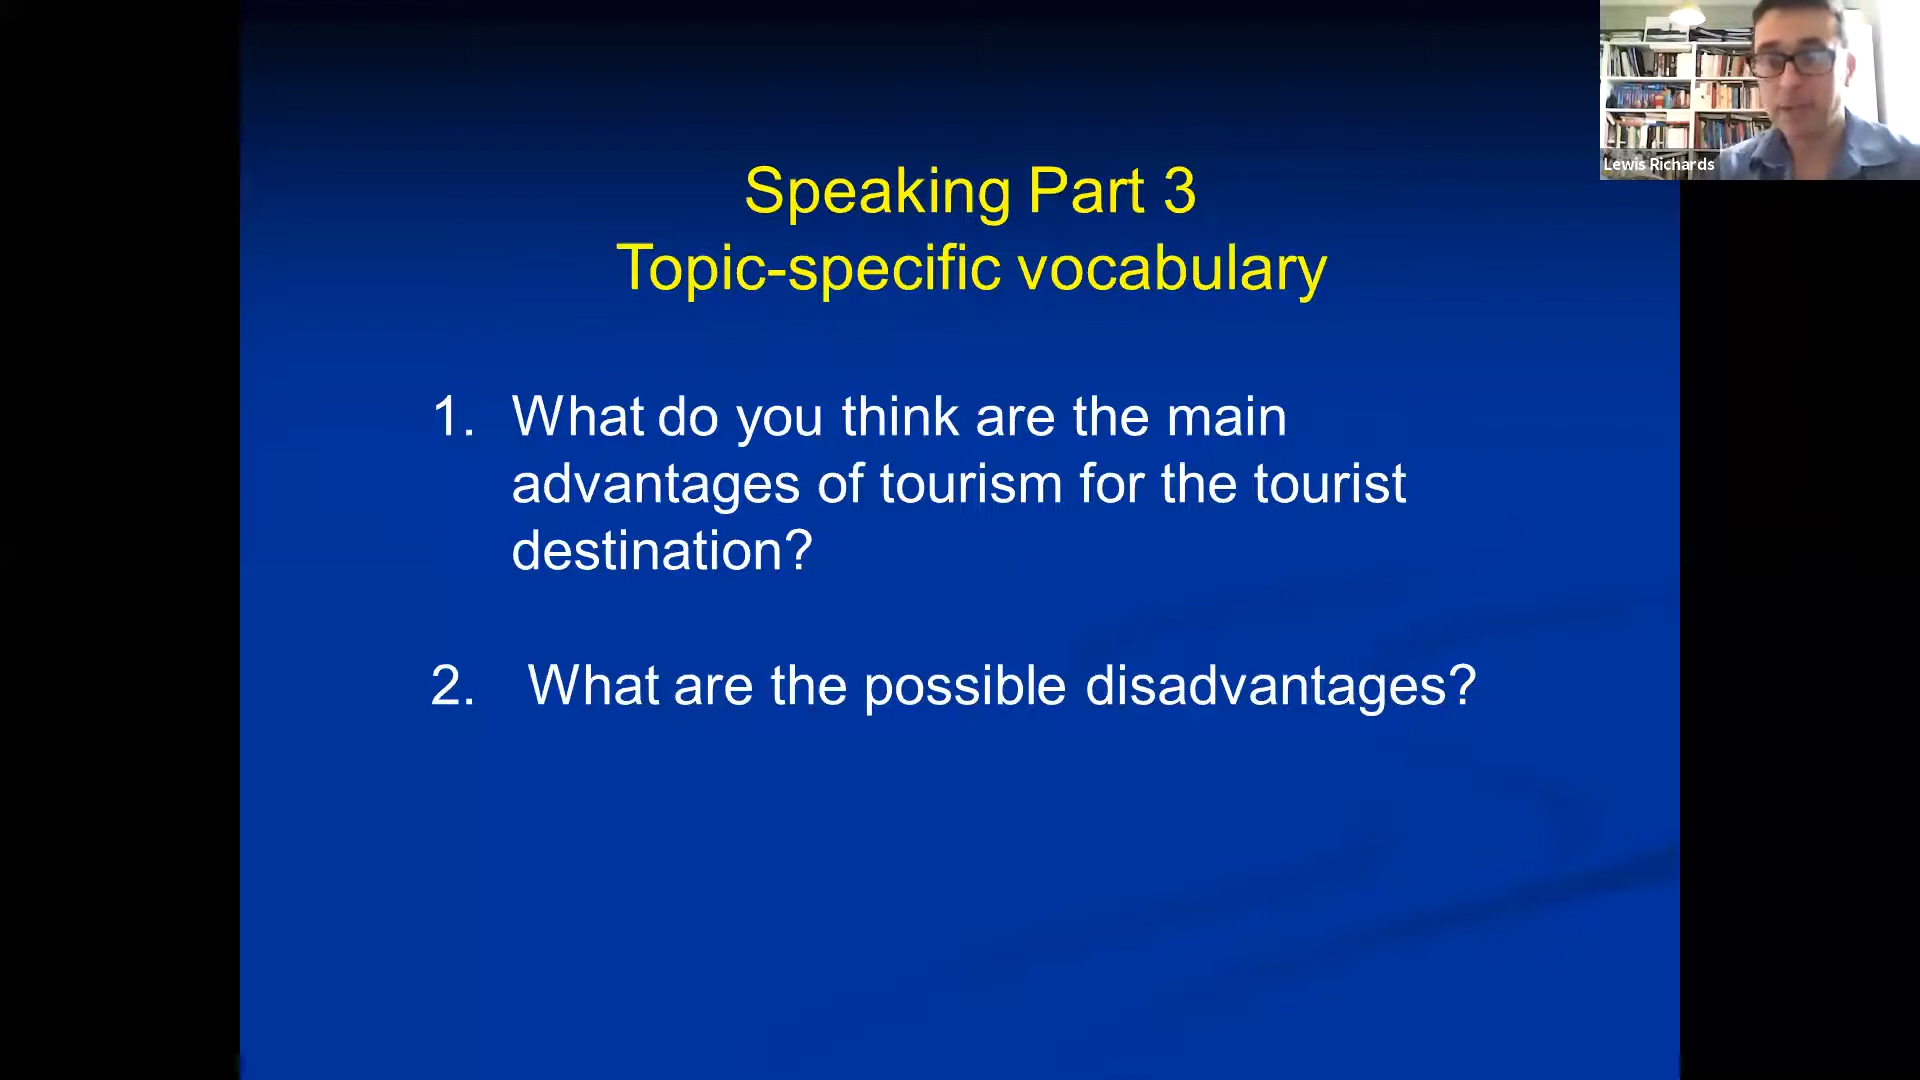 Lewis Richards
Speaking Part 3
Topic-specific vocabulary
1. What do you think are the main
advantages of tourism for the tourist
destination?
2. What are the possible disadvantages?